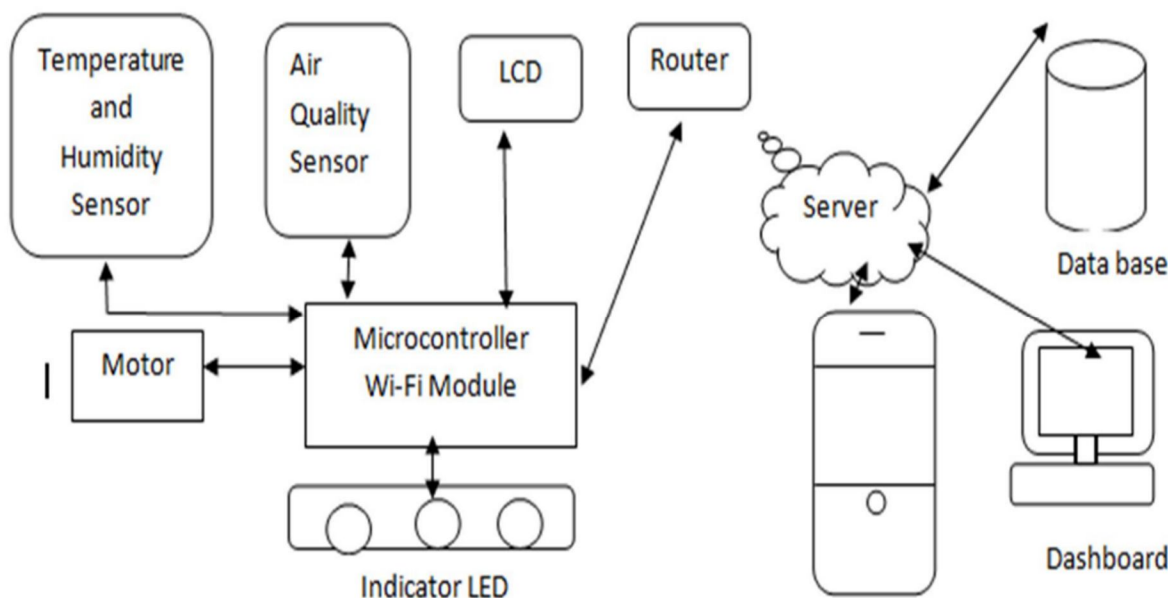 Temperature
and
Humidity
Sensor
Air
Quality
Sensor
LCD
Router
Server
Data base
Motor
Microcontroller
Wi-Fi Module
Indicator LED
Dashboard